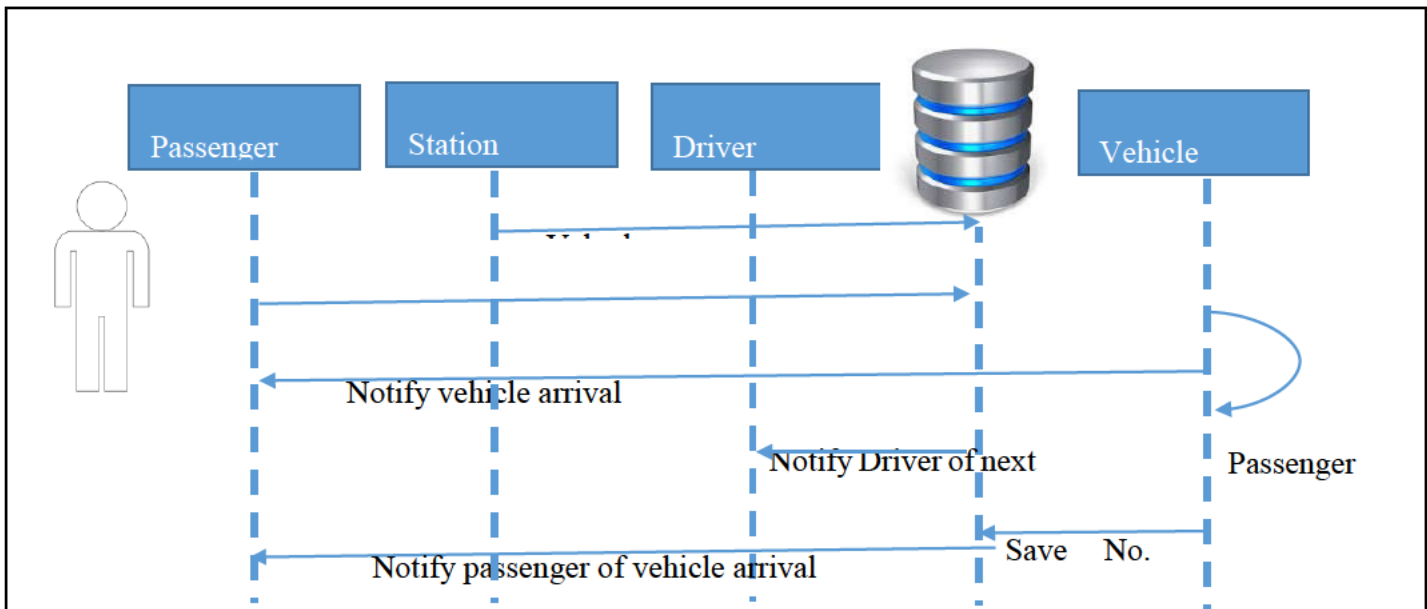 Passenger
Station
Driver
Vehicle
Notify vehicle arrival
Notify Driver of next
Passenger
Save No.
Notify passenger of vehicle arrival